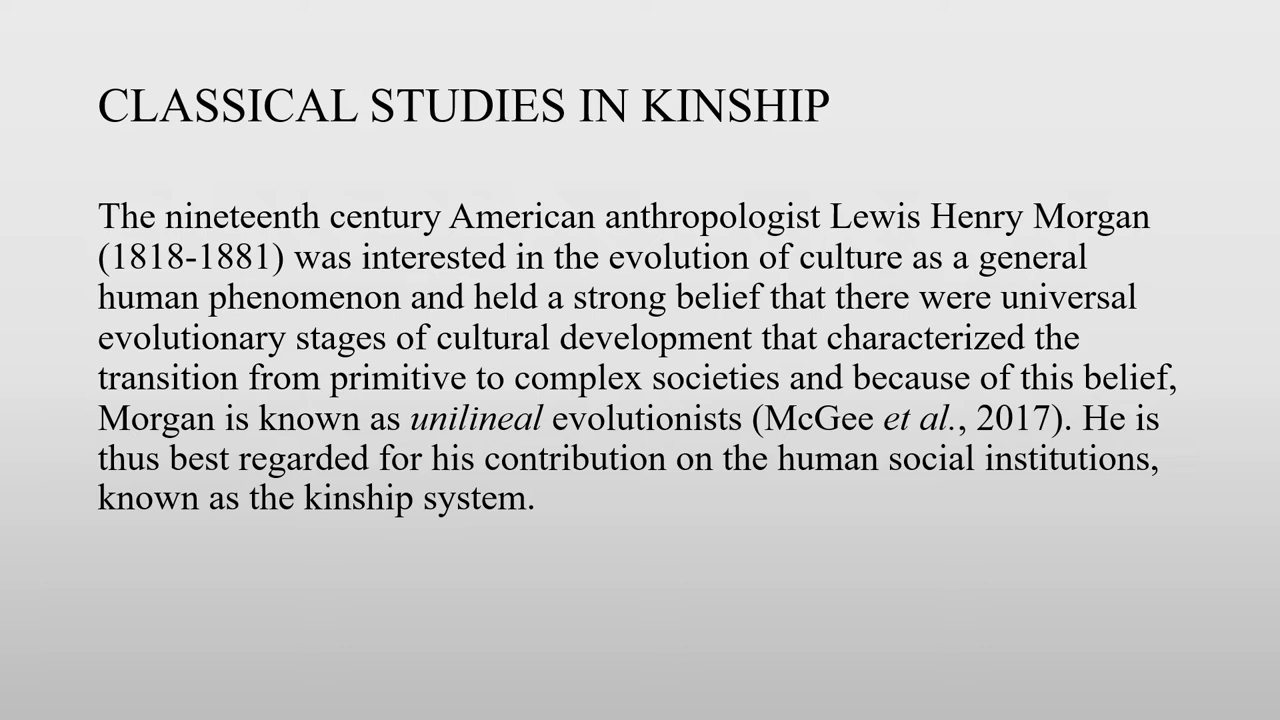 CLASSICAL STUDIES IN KINSHIP
The nineteenth century American anthropologist Lewis Henry Morgan
(1818-1881) was interested in the evolution of culture as a general
human phenomenon and held a strong belief that there were universal
evolutionary stages of cultural development that characterized the
transition from primitive to complex societies and because of this belief,
Morgan is known as unilineal evolutionists (McGee et al., 2017). He is
thus best regarded for his contribution on the human social institutions,
known as the kinship system.